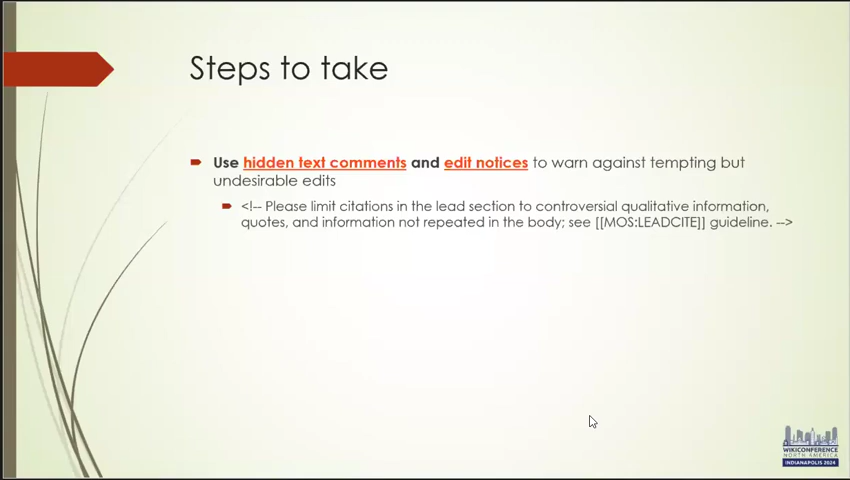 Steps to take
Use hidden text comments and edit notices to warn against tempting but
undesirable edits
<!-- Please limit citations in the lead section to controversial qualitative information,
quotes, and information not repeated in the body; see [[MOS:LEADCITE]] guideline. -->
WIKICONFERENCE
NORTH AMERICA
INDIANAPOLIS 2024